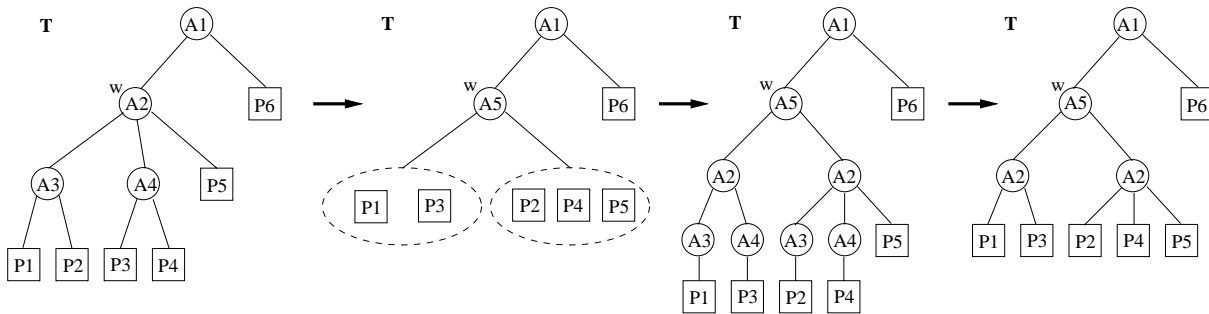 T A1 T A1 T A1 T A1
w A2 P6 w A5 P6 w A5 P6 w A5 P6
A3 A4 P5 A2 A2 A2 A2
P1 P3 P2 P4 P5
P1 P2 P3 P4 A3 A4 A3 A4 P5 P1 P3 P2 P4 P5
P1 P3 P2 P4